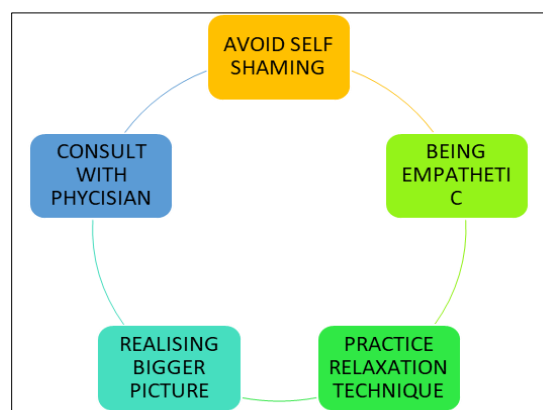 AVOID SELF
SHAMING
BEING
EMPATHETI
C
PRACTICE
RELAXATION
TECHNIQUE
REALISING
BIGGER
PICTURE
CONSULT
WITH
PHYCISIAN